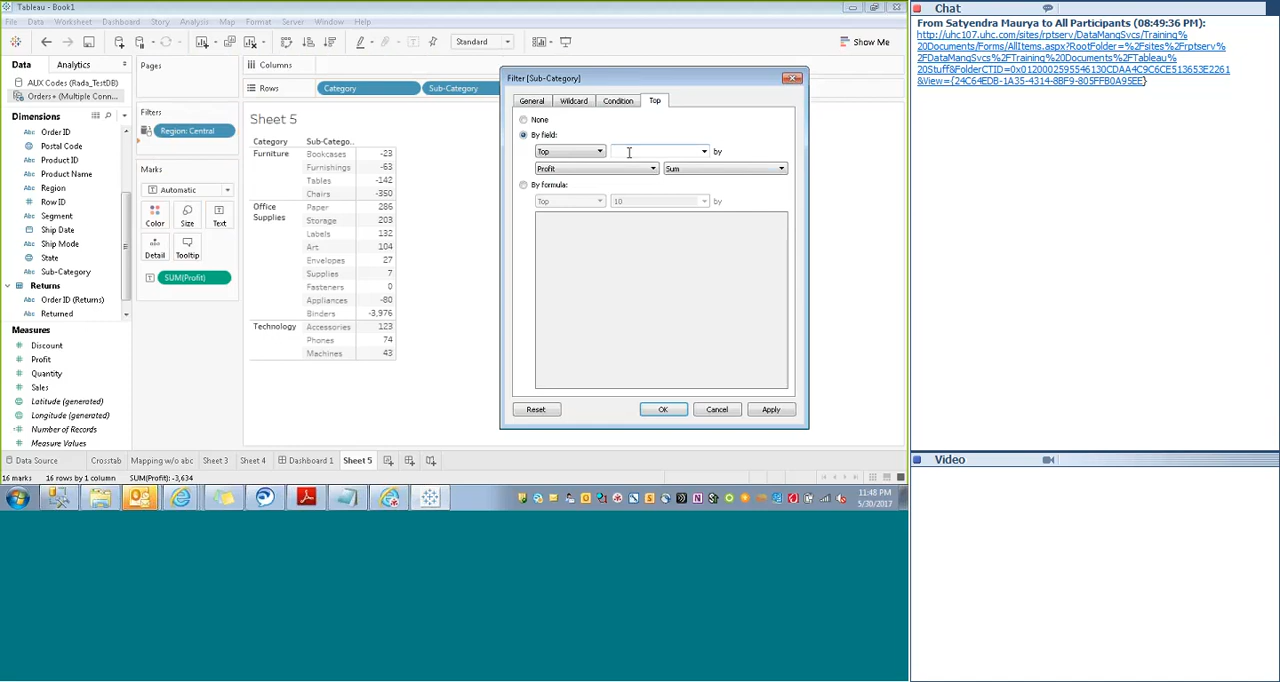 Tableau - Book1
File Data Worksheet Dashboard Story Analysis Map Format Server Window Help
Standard
Show Me
Data Analytics
AUX Codes (Rada_TestDB)
Orders+ (Multiple Conn...
Dimensions
Order ID
Postal Code
Product ID
Product Name
Region
Row ID
Segment
Ship Date
Ship Mode
State
Sub-Category
Returns
Order ID (Returns)
Returned
Measures
Discount
Profit
Quantity
Sales
Latitude (generated)
Longitude (generated)
Number of Records
Measure Values
Pages
Filters
Region: Central
Marks
Automatic
Color Size Text
Detail Tooltip
SUM(Profit)
Columns
Rows Category Sub-Category
Sheet 5
Category Sub-Catego..
Furniture Bookcases -23
Furnishings -63
Tables -142
Chairs -350
Office Supplies Paper 286
Storage 203
Labels 132
Art 104
Envelopes 27
Supplies 7
Fasteners 0
Appliances -80
Binders -3,976
Technology Accessories 123
Phones 74
Machines 43
Filter [Sub-Category]
General Wildcard Condition Top
None
By field:
Top by
Profit Sum
By formula:
Top 10 by
Reset OK Cancel Apply
Data Source Crosstab Mapping w/o abc Sheet 3 Sheet 4 Dashboard 1 Sheet 5
16 marks 16 rows by 1 column SUM(Profit): -3,634
11:48 PM
5/30/2017
Chat
From Satyendra Maurya to All Participants (08:49:36 PM):
http://uhc107.uhc.com/sites/rptserv/DataMangSvcs/Training%
20Documents/Forms/AllItems.aspx?RootFolder=%2Fsites%2Frptserv%
2FDataMangSvcs%2FTraining%20Documents%2FTableau%
20Stuff&FolderCTID=0x0120002595546130CDAA4C9C6CE513653E2261
&View={24C64EDB-1A35-4314-8BF9-805FFB0A95EE}
Video